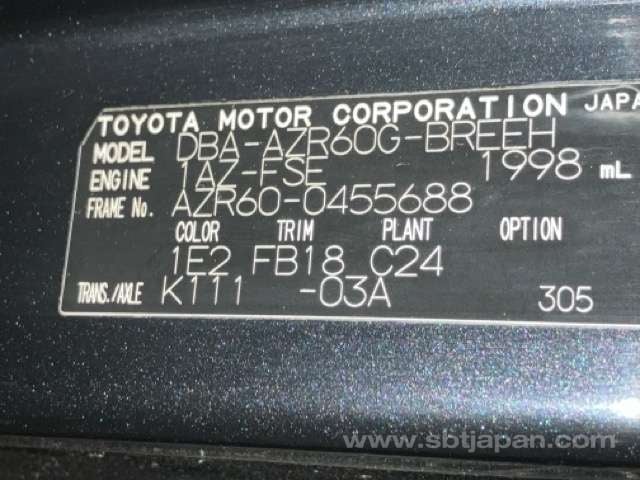 TOYOTA MOTOR CORPORATION JAPA
MODEL DBA-AZR60G-BREEH
ENGINE 1AZ-FSE 1998 mL
FRAME No. AZR60-0455688
COLOR TRIM PLANT OPTION
1E2 FB18 C24
TRANS./AXLE K111 -03A 305
www.sbtjapan.com